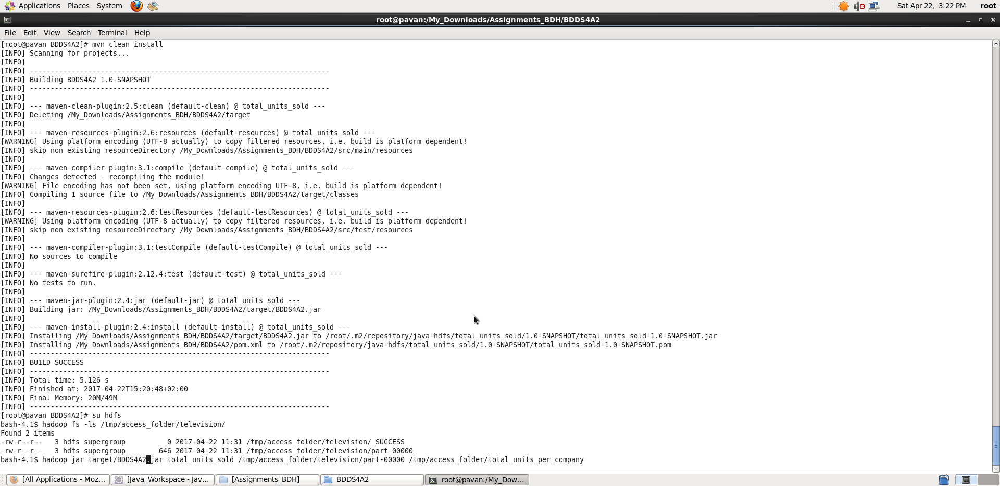 Applications Places System Sat Apr 22, 3:22 PM root
root@pavan:/My_Downloads/Assignments_BDH/BDDS4A2
File Edit View Search Terminal Help
[root@pavan BDDS4A2]# mvn clean install
[INFO] Scanning for projects...
[INFO]
[INFO] ------------------------------------------------------------------------
[INFO] Building BDDS4A2 1.0-SNAPSHOT
[INFO] ------------------------------------------------------------------------
[INFO]
[INFO] --- maven-clean-plugin:2.5:clean (default-clean) @ total_units_sold ---
[INFO] Deleting /My_Downloads/Assignments_BDH/BDDS4A2/target
[INFO]
[INFO] --- maven-resources-plugin:2.6:resources (default-resources) @ total_units_sold ---
[WARNING] Using platform encoding (UTF-8 actually) to copy filtered resources, i.e. build is platform dependent!
[INFO] skip non existing resourceDirectory /My_Downloads/Assignments_BDH/BDDS4A2/src/main/resources
[INFO]
[INFO] --- maven-compiler-plugin:3.1:compile (default-compile) @ total_units_sold ---
[INFO] Changes detected - recompiling the module!
[WARNING] File encoding has not been set, using platform encoding UTF-8, i.e. build is platform dependent!
[INFO] Compiling 1 source file to /My_Downloads/Assignments_BDH/BDDS4A2/target/classes
[INFO]
[INFO] --- maven-resources-plugin:2.6:testResources (default-testResources) @ total_units_sold ---
[WARNING] Using platform encoding (UTF-8 actually) to copy filtered resources, i.e. build is platform dependent!
[INFO] skip non existing resourceDirectory /My_Downloads/Assignments_BDH/BDDS4A2/src/test/resources
[INFO]
[INFO] --- maven-compiler-plugin:3.1:testCompile (default-testCompile) @ total_units_sold ---
[INFO] No sources to compile
[INFO]
[INFO] --- maven-surefire-plugin:2.12.4:test (default-test) @ total_units_sold ---
[INFO] No tests to run.
[INFO]
[INFO] --- maven-jar-plugin:2.4:jar (default-jar) @ total_units_sold ---
[INFO] Building jar: /My_Downloads/Assignments_BDH/BDDS4A2/target/BDDS4A2.jar
[INFO]
[INFO] --- maven-install-plugin:2.4:install (default-install) @ total_units_sold ---
[INFO] Installing /My_Downloads/Assignments_BDH/BDDS4A2/target/BDDS4A2.jar to /root/.m2/repository/java-hdfs/total_units_sold/1.0-SNAPSHOT/total_units_sold-1.0-SNAPSHOT.jar
[INFO] Installing /My_Downloads/Assignments_BDH/BDDS4A2/pom.xml to /root/.m2/repository/java-hdfs/total_units_sold/1.0-SNAPSHOT/total_units_sold-1.0-SNAPSHOT.pom
[INFO] ------------------------------------------------------------------------
[INFO] BUILD SUCCESS
[INFO] ------------------------------------------------------------------------
[INFO] Total time: 5.126 s
[INFO] Finished at: 2017-04-22T15:20:48+02:00
[INFO] Final Memory: 20M/49M
[INFO] ------------------------------------------------------------------------
[root@pavan BDDS4A2]# su hdfs
bash-4.1$ hadoop fs -ls /tmp/access_folder/television/
Found 2 items
-rw-r--r--   3 hdfs supergroup          0 2017-04-22 11:31 /tmp/access_folder/television/_SUCCESS
-rw-r--r--   3 hdfs supergroup        646 2017-04-22 11:31 /tmp/access_folder/television/part-00000
bash-4.1$ hadoop jar target/BDDS4A2.jar total_units_sold /tmp/access_folder/television/part-00000 /tmp/access_folder/total_units_per_company
[All Applications - Moz... [Java_Workspace - Jav... [Assignments_BDH] BDDS4A2 root@pavan:/My_Dow...